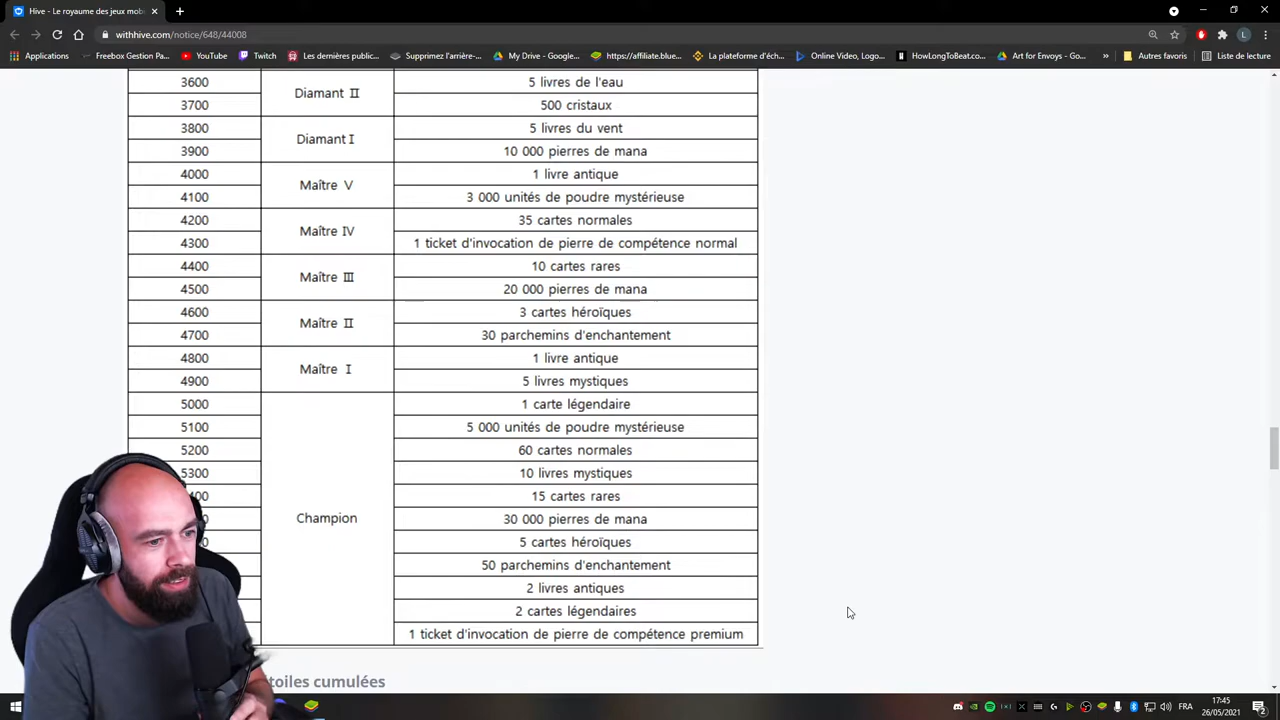 Hive - Le royaume des jeux mob
withhive.com/notice/648/44008
Applications
Freebox Gestion Pa...
YouTube
Twitch
Les dernières public...
Supprimez l'arrière-...
My Drive - Google...
https://affiliate.blue...
La plateforme d'éch...
Online Video, Logo...
HowLongToBeat.co...
Art for Envoys - Go...
»
Autres favoris
Liste de lecture
3600 Diamant II 5 livres de l'eau
3700 500 cristaux
3800 Diamant I 5 livres du vent
3900 10 000 pierres de mana
4000 Maître V 1 livre antique
4100 3 000 unités de poudre mystérieuse
4200 Maître IV 35 cartes normales
4300 1 ticket d'invocation de pierre de compétence normal
4400 Maître III 10 cartes rares
4500 20 000 pierres de mana
4600 Maître II 3 cartes héroïques
4700 30 parchemins d'enchantement
4800 Maître I 1 livre antique
4900 5 livres mystiques
5000 1 carte légendaire
5100 5 000 unités de poudre mystérieuse
5200 60 cartes normales
5300 10 livres mystiques
400 15 cartes rares
Champion 30 000 pierres de mana
5 cartes héroïques
50 parchemins d'enchantement
2 livres antiques
2 cartes légendaires
1 ticket d'invocation de pierre de compétence premium
toiles cumulées
FRA
17:45
26/05/2021